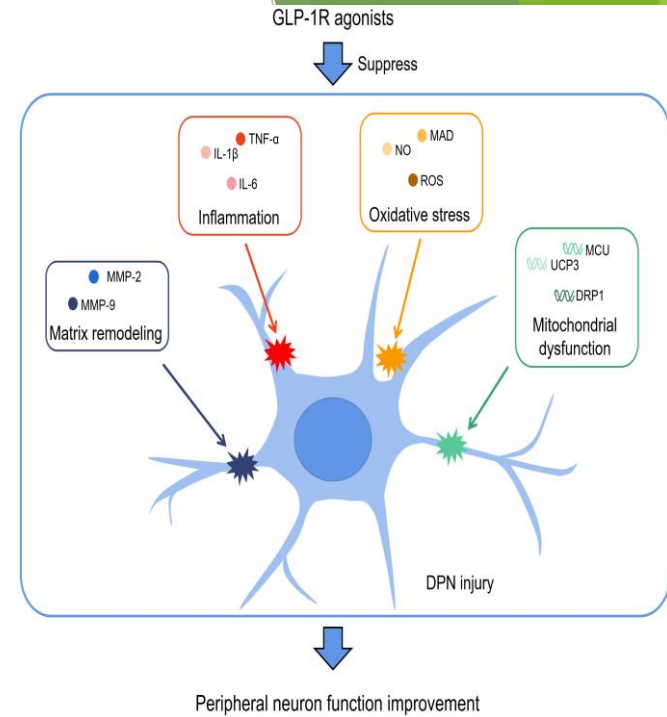 GLP-1R agonists
Suppress
TNF-α
IL-1β
IL-6
Inflammation
MAD
NO
ROS
Oxidative stress
MCU
UCP3
DRP1
Mitochondrial
dysfunction
MMP-2
MMP-9
Matrix remodeling
DPN injury
Peripheral neuron function improvement